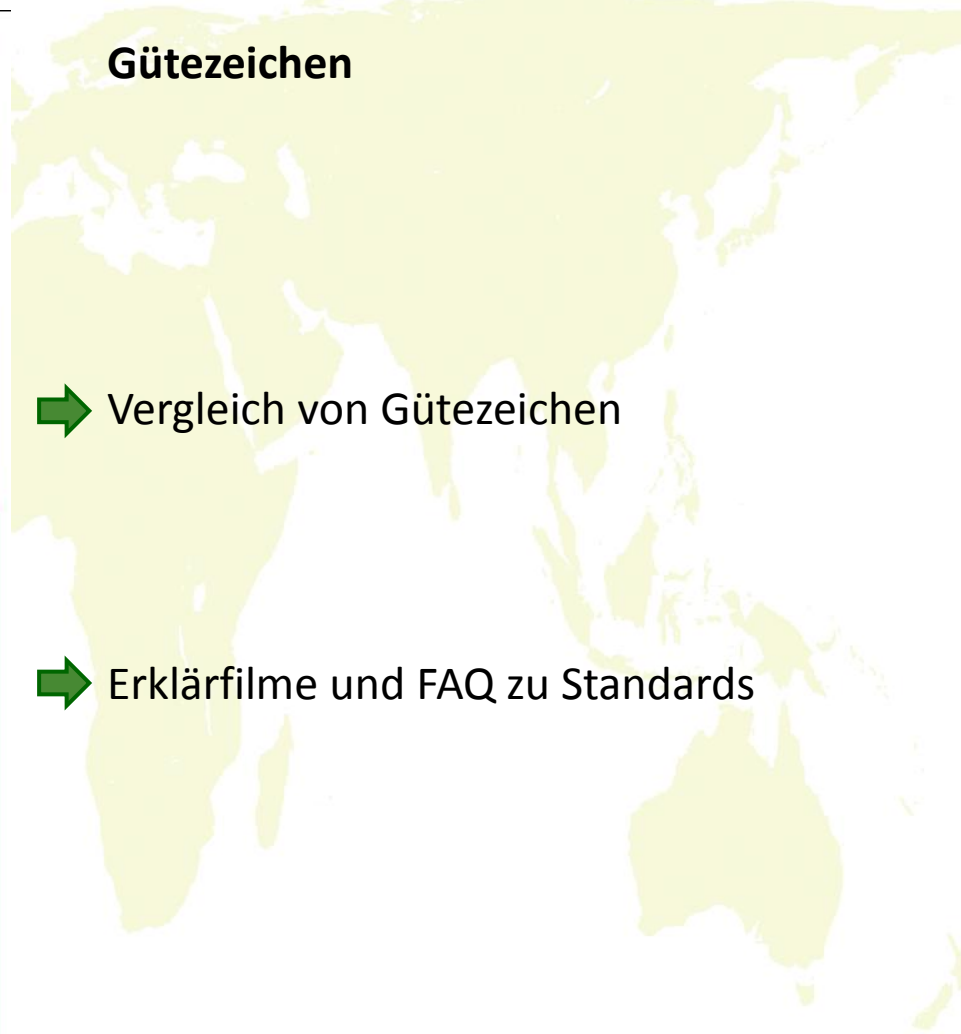 Gütezeichen
Vergleich von Gütezeichen
Erklärfilme und FAQ zu Standards